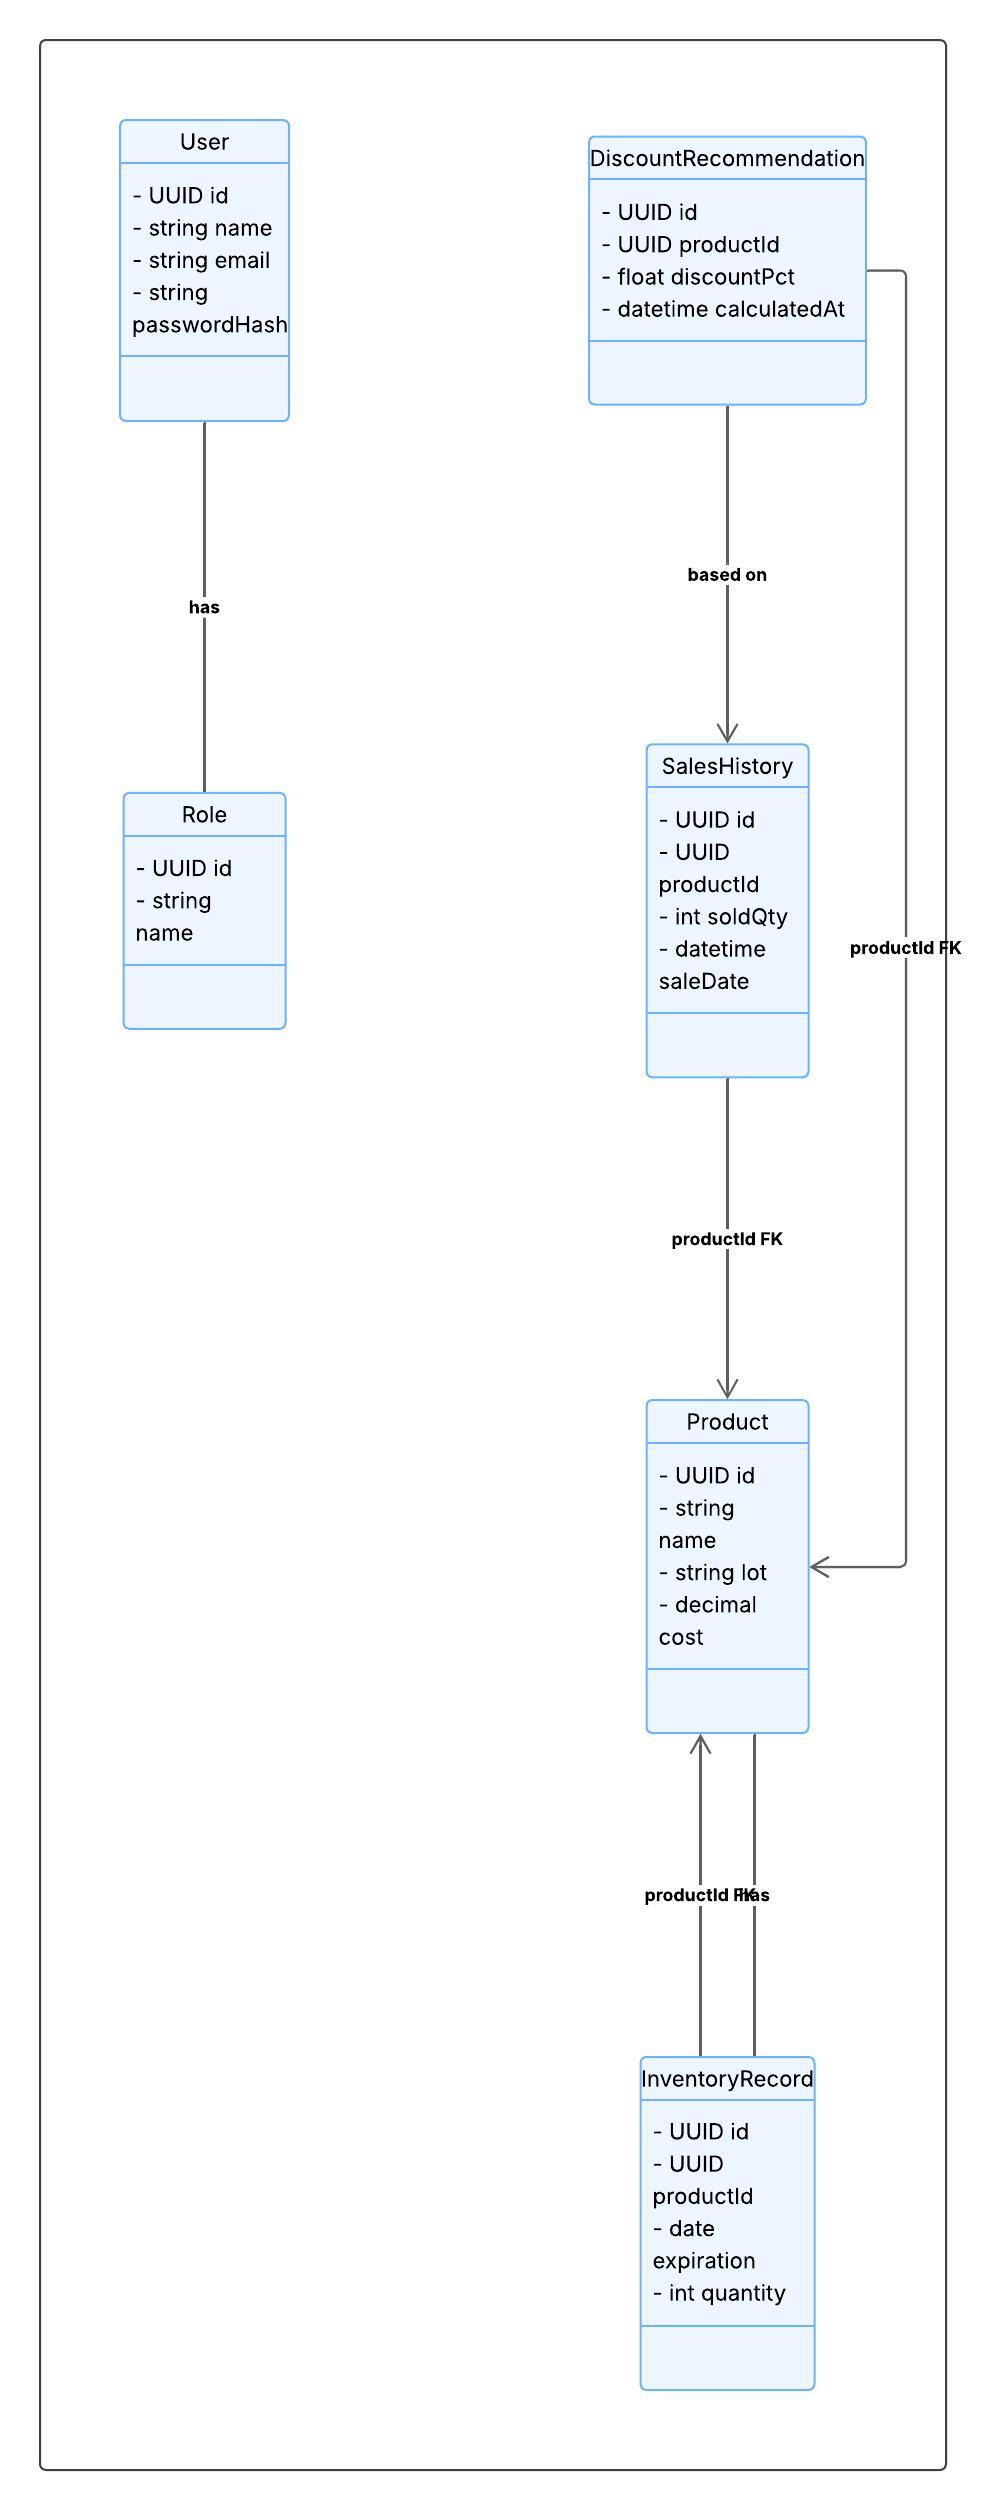 User
- UUID id
- string name
- string email
- string
passwordHash
has
Role
- UUID id
- string
name
DiscountRecommendation
- UUID id
- UUID productId
- float discountPct
- datetime calculatedAt
based on
SalesHistory
- UUID id
- UUID
productId
- int soldQty
- datetime
saleDate
productId FK
productId FK
Product
- UUID id
- string
name
- string lot
- decimal
cost
productId FK
has
InventoryRecord
- UUID id
- UUID
productId
- date
expiration
- int quantity